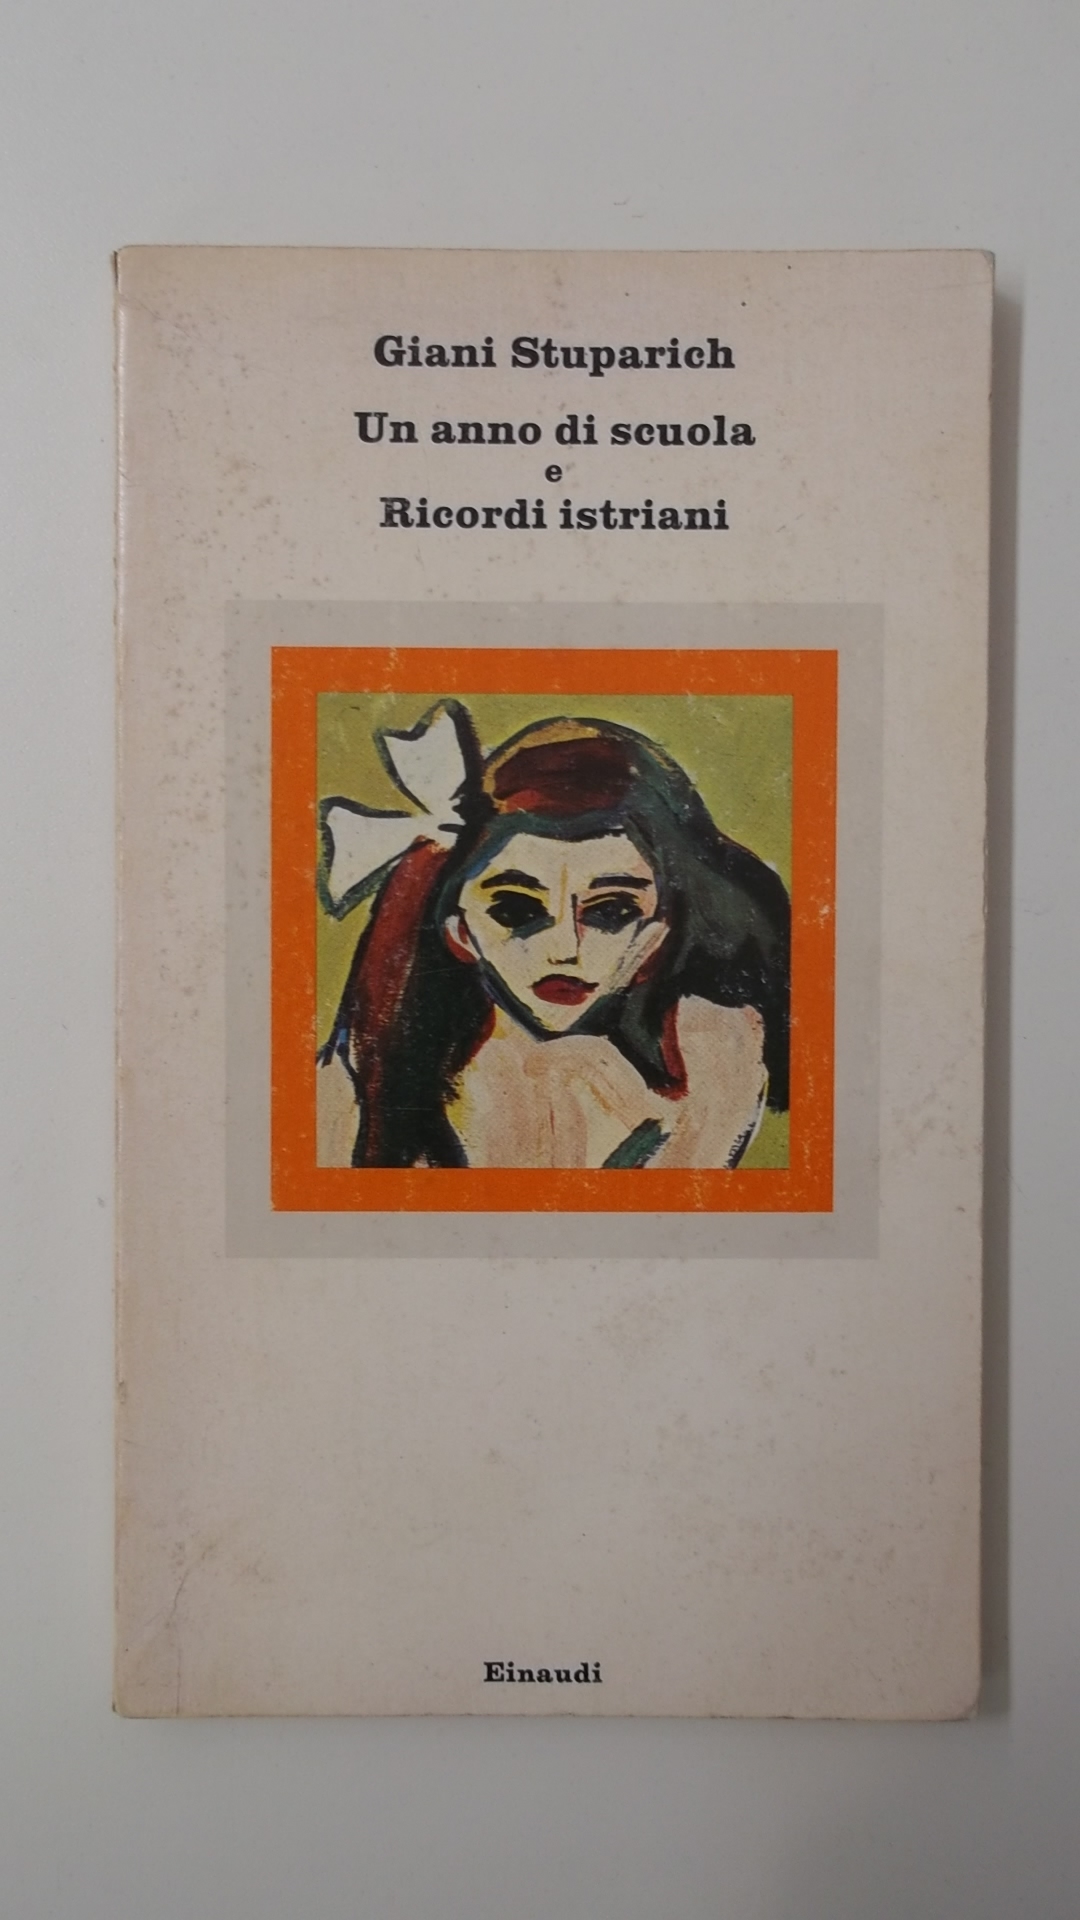 Giani Stuparich
Un anno di scuola
e
Ricordi istriani
Einaudi